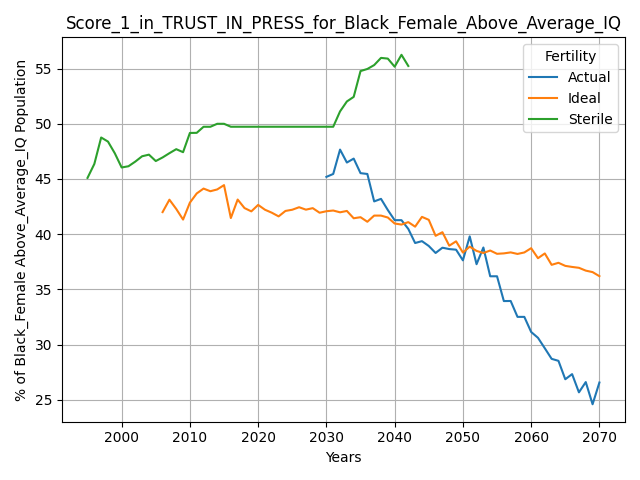 Score_1_in_TRUST_IN_PRESS_for_Black_Female_Above_Average_IQ
% of Black_Female Above_Average_IQ Population
55
50
45
40
35
30
25
Fertility
Actual
Ideal
Sterile
2000 2010 2020 2030 2040 2050 2060 2070
Years